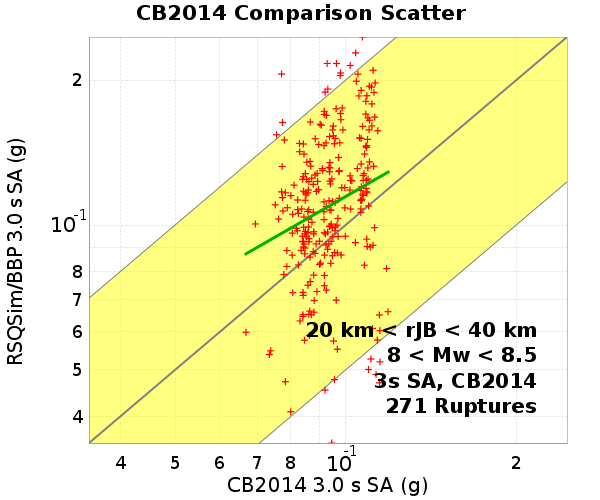 CB2014 Comparison Scatter
RSQSim/BBP 3.0 s SA (g)
2
10-1
8
7
6
5
4
20 km < rJB < 40 km
8 < Mw < 8.5
3s SA, CB2014
271 Ruptures
4 5 6 7 8 10-1 2
CB2014 3.0 s SA (g)